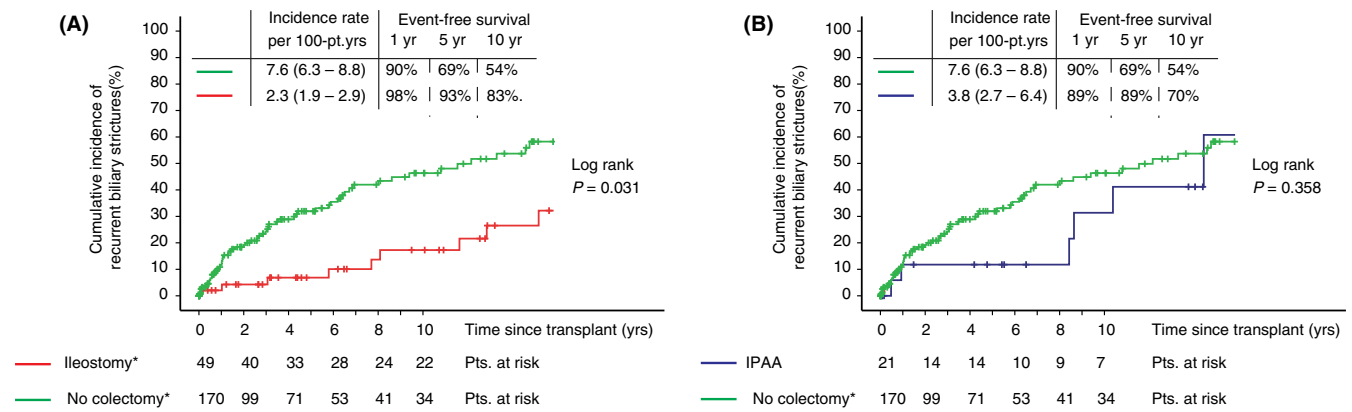 (A)
Incidence rate per 100-pt.yrs
Event-free survival
1 yr 5 yr 10 yr
7.6 (6.3 – 8.8) 90% 69% 54%
2.3 (1.9 – 2.9) 98% 93% 83%.
Cumulative incidence of
recurrent biliary strictures(%)
100
90
80
70
60
50
40
30
20
10
0
Log rank
P = 0.031
0 2 4 6 8 10 Time since transplant (yrs)
Ileostomy* 49 40 33 28 24 22 Pts. at risk
No colectomy* 170 99 71 53 41 34 Pts. at risk
(B)
Incidence rate per 100-pt.yrs
Event-free survival
1 yr 5 yr 10 yr
7.6 (6.3 – 8.8) 90% 69% 54%
3.8 (2.7 – 6.4) 89% 89% 70%
Cumulative incidence of
recurrent biliary strictures(%)
100
90
80
70
60
50
40
30
20
10
0
Log rank
P = 0.358
0 2 4 6 8 10 Time since transplant (yrs)
IPAA 21 14 14 10 9 7 Pts. at risk
No colectomy* 170 99 71 53 41 34 Pts. at risk